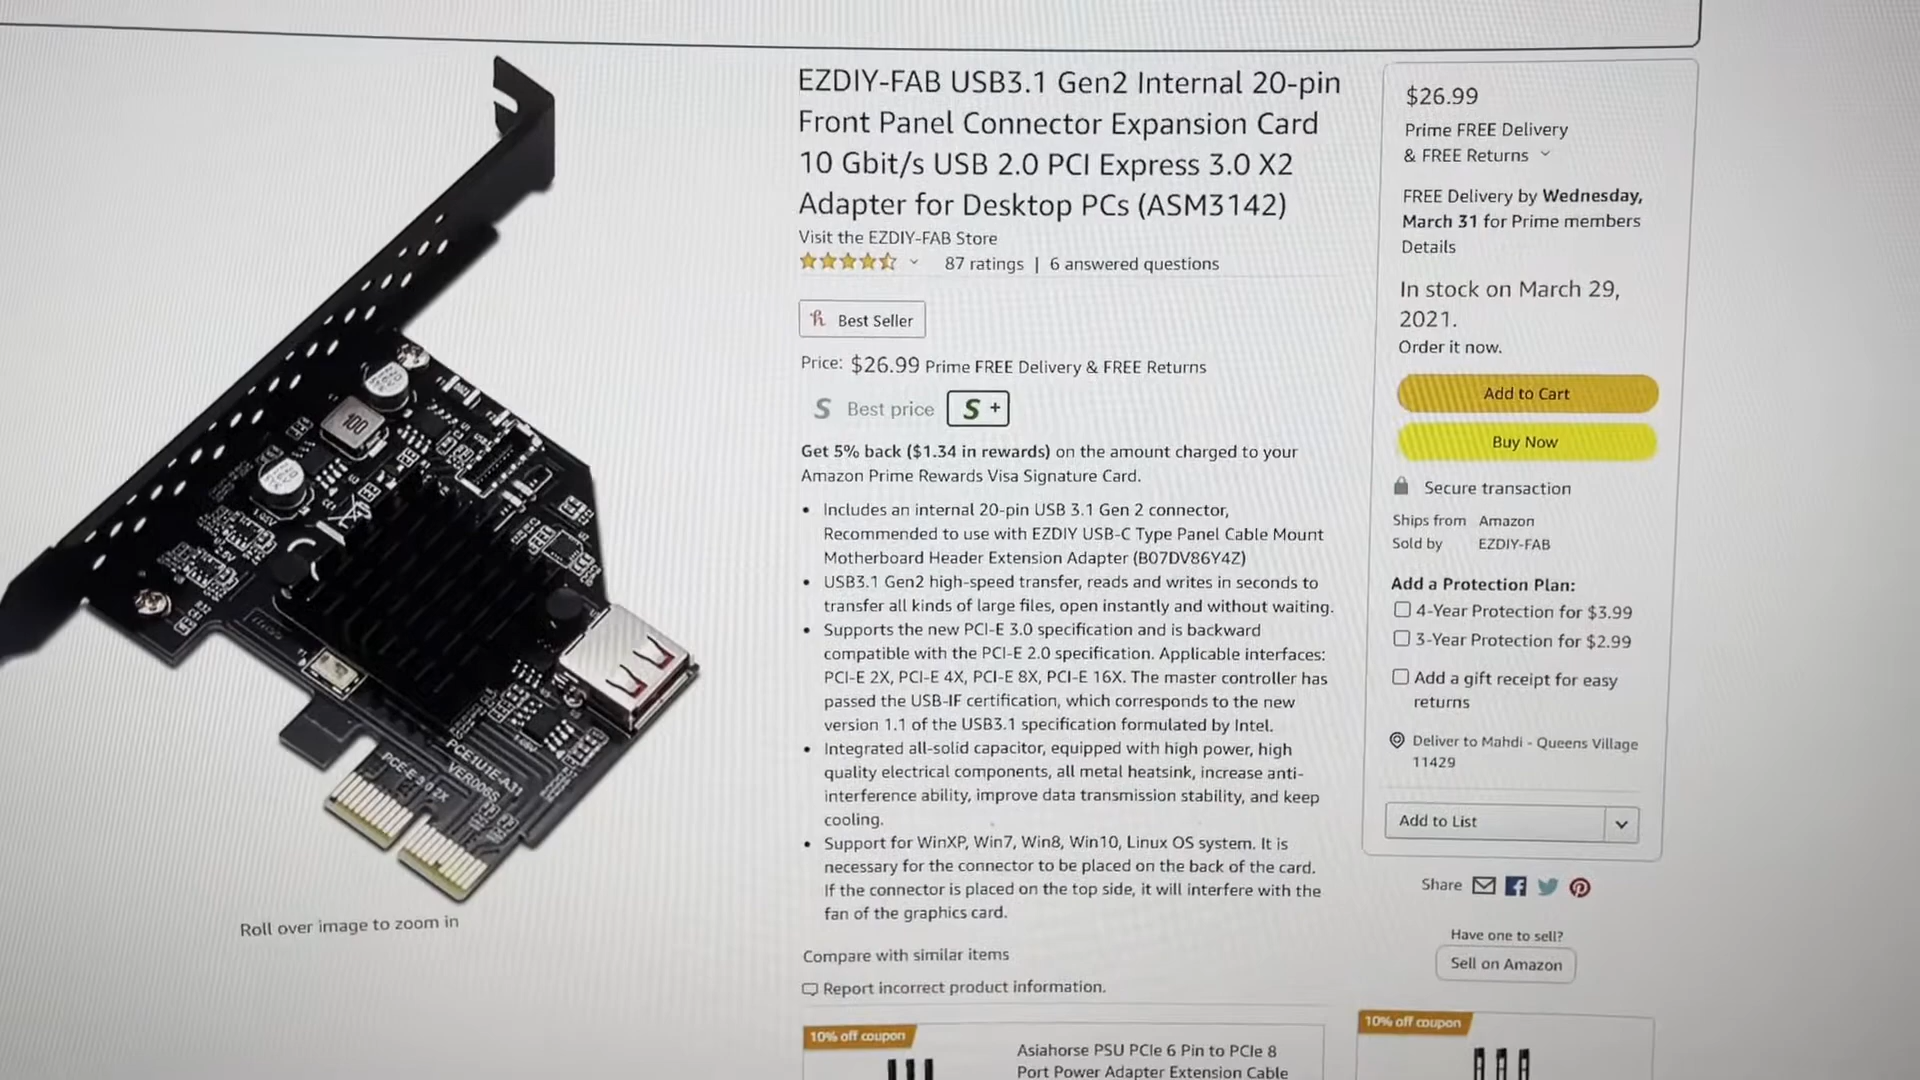 EZDIY-FAB USB3.1 Gen2 Internal 20-pin
Front Panel Connector Expansion Card
10 Gbit/s USB 2.0 PCI Express 3.0 X2
Adapter for Desktop PCs (ASM3142)
Visit the EZDIY-FAB Store
87 ratings | 6 answered questions
Best Seller
Price: $26.99 Prime FREE Delivery & FREE Returns
S Best price S +
Get 5% back ($1.34 in rewards) on the amount charged to your
Amazon Prime Rewards Visa Signature Card.
• Includes an internal 20-pin USB 3.1 Gen 2 connector,
Recommended to use with EZDIY USB-C Type Panel Cable Mount
Motherboard Header Extension Adapter (B07DV86Y4Z)
• USB3.1 Gen2 high-speed transfer, reads and writes in seconds to
transfer all kinds of large files, open instantly and without waiting.
• Supports the new PCI-E 3.0 specification and is backward
compatible with the PCI-E 2.0 specification. Applicable interfaces:
PCI-E 2X, PCI-E 4X, PCI-E 8X, PCI-E 16X. The master controller has
passed the USB-IF certification, which corresponds to the new
version 1.1 of the USB3.1 specification formulated by Intel.
• Integrated all-solid capacitor, equipped with high power, high
quality electrical components, all metal heatsink, increase anti-
interference ability, improve data transmission stability, and keep
cooling.
• Support for WinXP, Win7, Win8, Win10, Linux OS system. It is
necessary for the connector to be placed on the back of the card.
If the connector is placed on the top side, it will interfere with the
fan of the graphics card.
Compare with similar items
Report incorrect product information.
10% off coupon
Asiahorse PSU PCIe 6 Pin to PCIe 8
Port Power Adapter Extension Cable
$26.99
Prime FREE Delivery
& FREE Returns
FREE Delivery by Wednesday,
March 31 for Prime members
Details
In stock on March 29,
2021.
Order it now.
Add to Cart
Buy Now
Secure transaction
Ships from Amazon
Sold by EZDIY-FAB
Add a Protection Plan:
4-Year Protection for $3.99
3-Year Protection for $2.99
Add a gift receipt for easy
returns
Deliver to Mahdi - Queens Village
11429
Add to List
Share
Have one to sell?
Sell on Amazon
10% off coupon
100
PCE1U1E-A31
VER006S
PCE-E 3.0 2X
Roll over image to zoom in